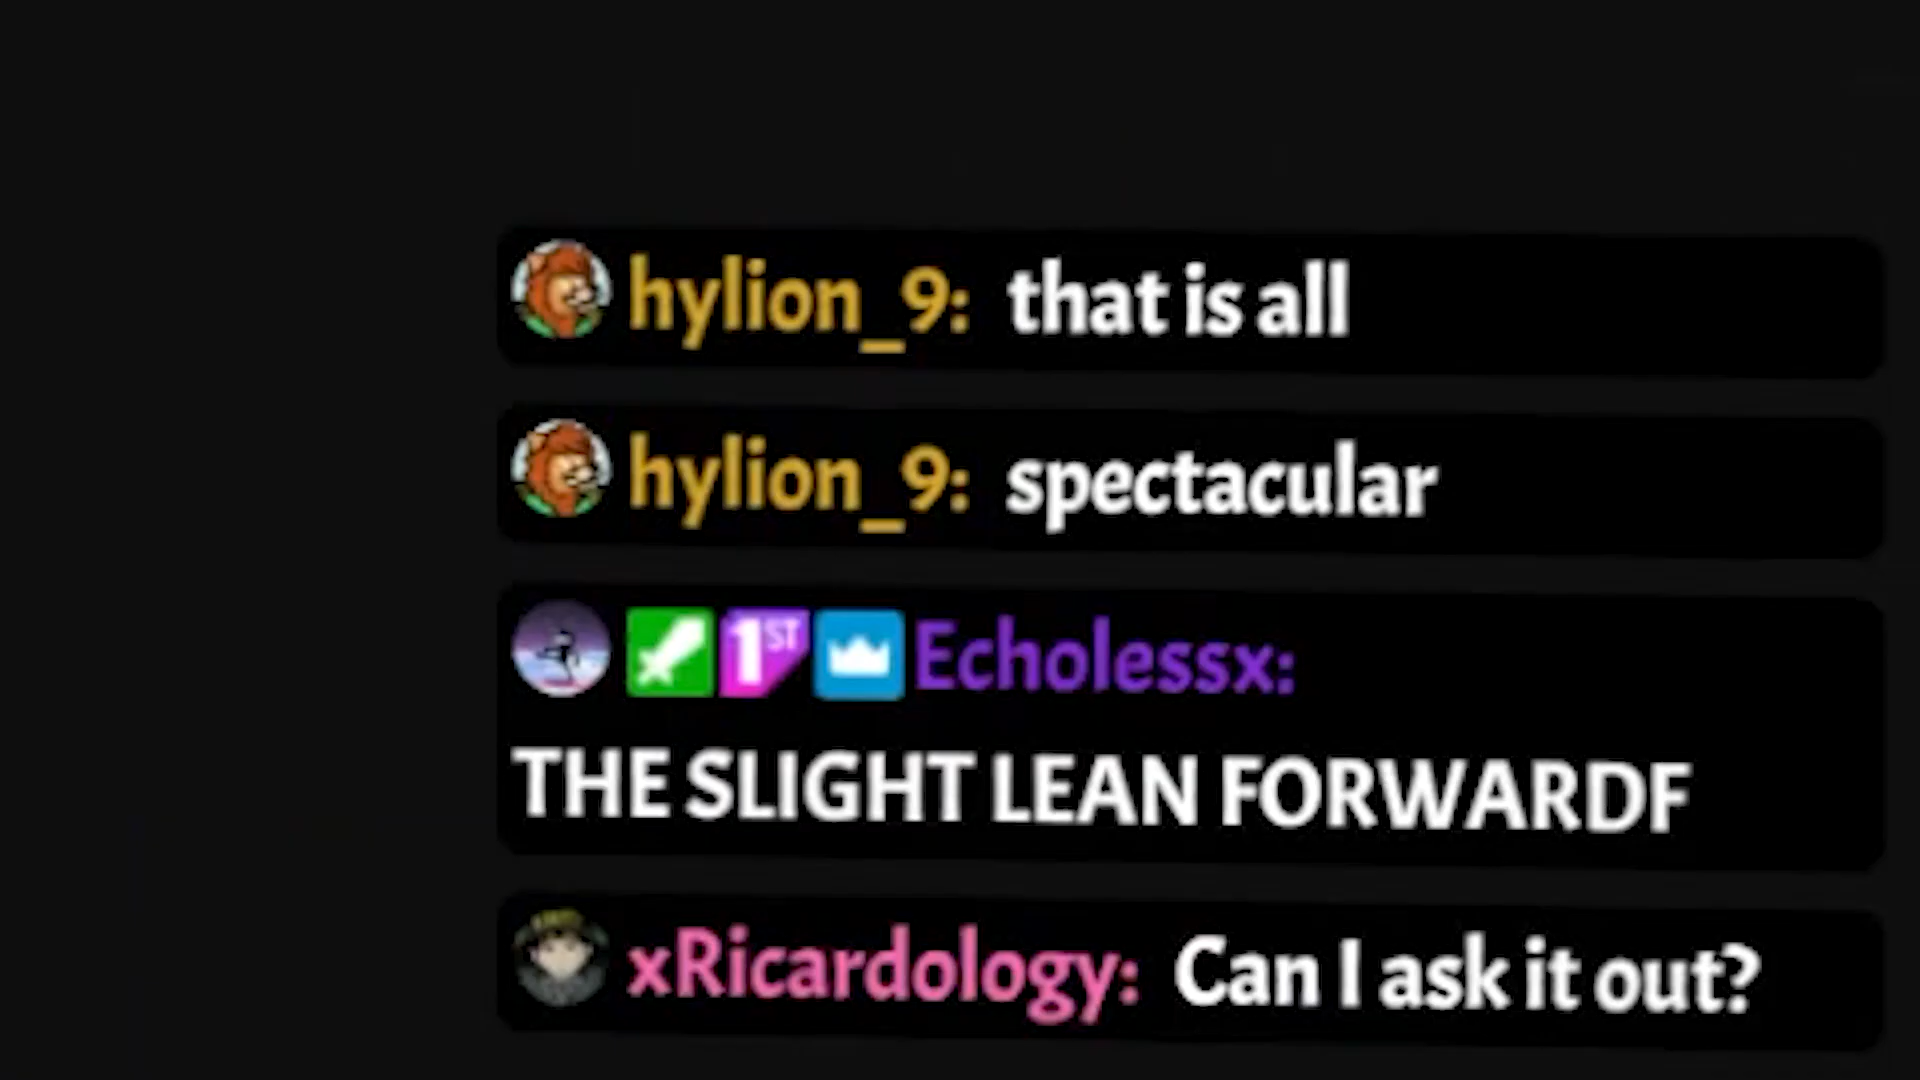 hylion_9: that is all
hylion_9: spectacular
1ST Echolessx:
THE SLIGHT LEAN FORWARDF
xRicardology: Can I ask it out?